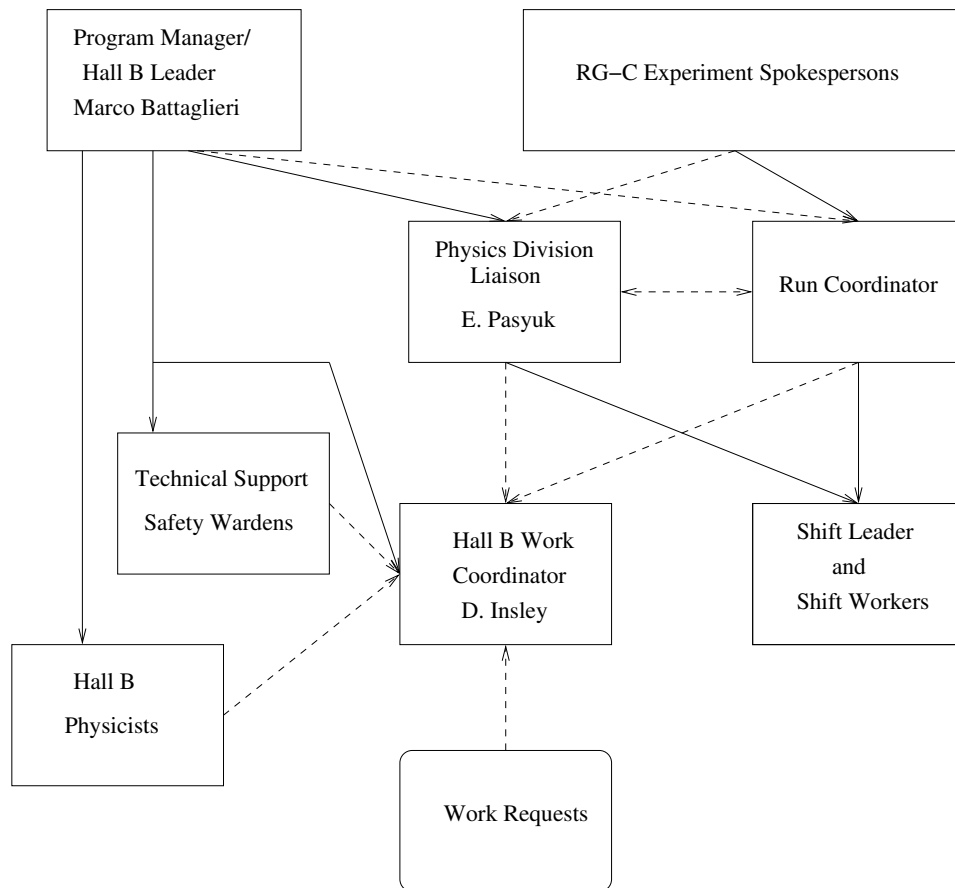 Program Manager/
Hall B Leader
Marco Battaglieri
RG−C Experiment Spokespersons
Physics Division
Liaison
E. Pasyuk
Run Coordinator
Technical Support
Safety Wardens
Hall B Work
Coordinator
D. Insley
Shift Leader
and
Shift Workers
Hall B
Physicists
Work Requests